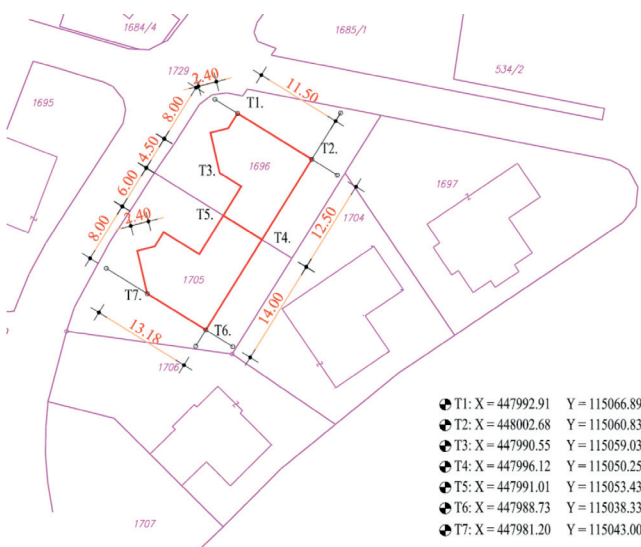 1684/4
1685/1
1729
2.40
534/2
11.50
1695
8.00
T1.
4.50
T2.
T3.
1696
1697
6.00
T5.
1704
2.40
12.50
8.00
T4.
1705
T7.
14.00
T6.
13.18
1706
1707
T1: X = 447992.91 Y = 115066.89
T2: X = 448002.68 Y = 115060.83
T3: X = 447990.55 Y = 115059.03
T4: X = 447996.12 Y = 115050.25
T5: X = 447991.01 Y = 115053.43
T6: X = 447988.73 Y = 115038.33
T7: X = 447981.20 Y = 115043.00